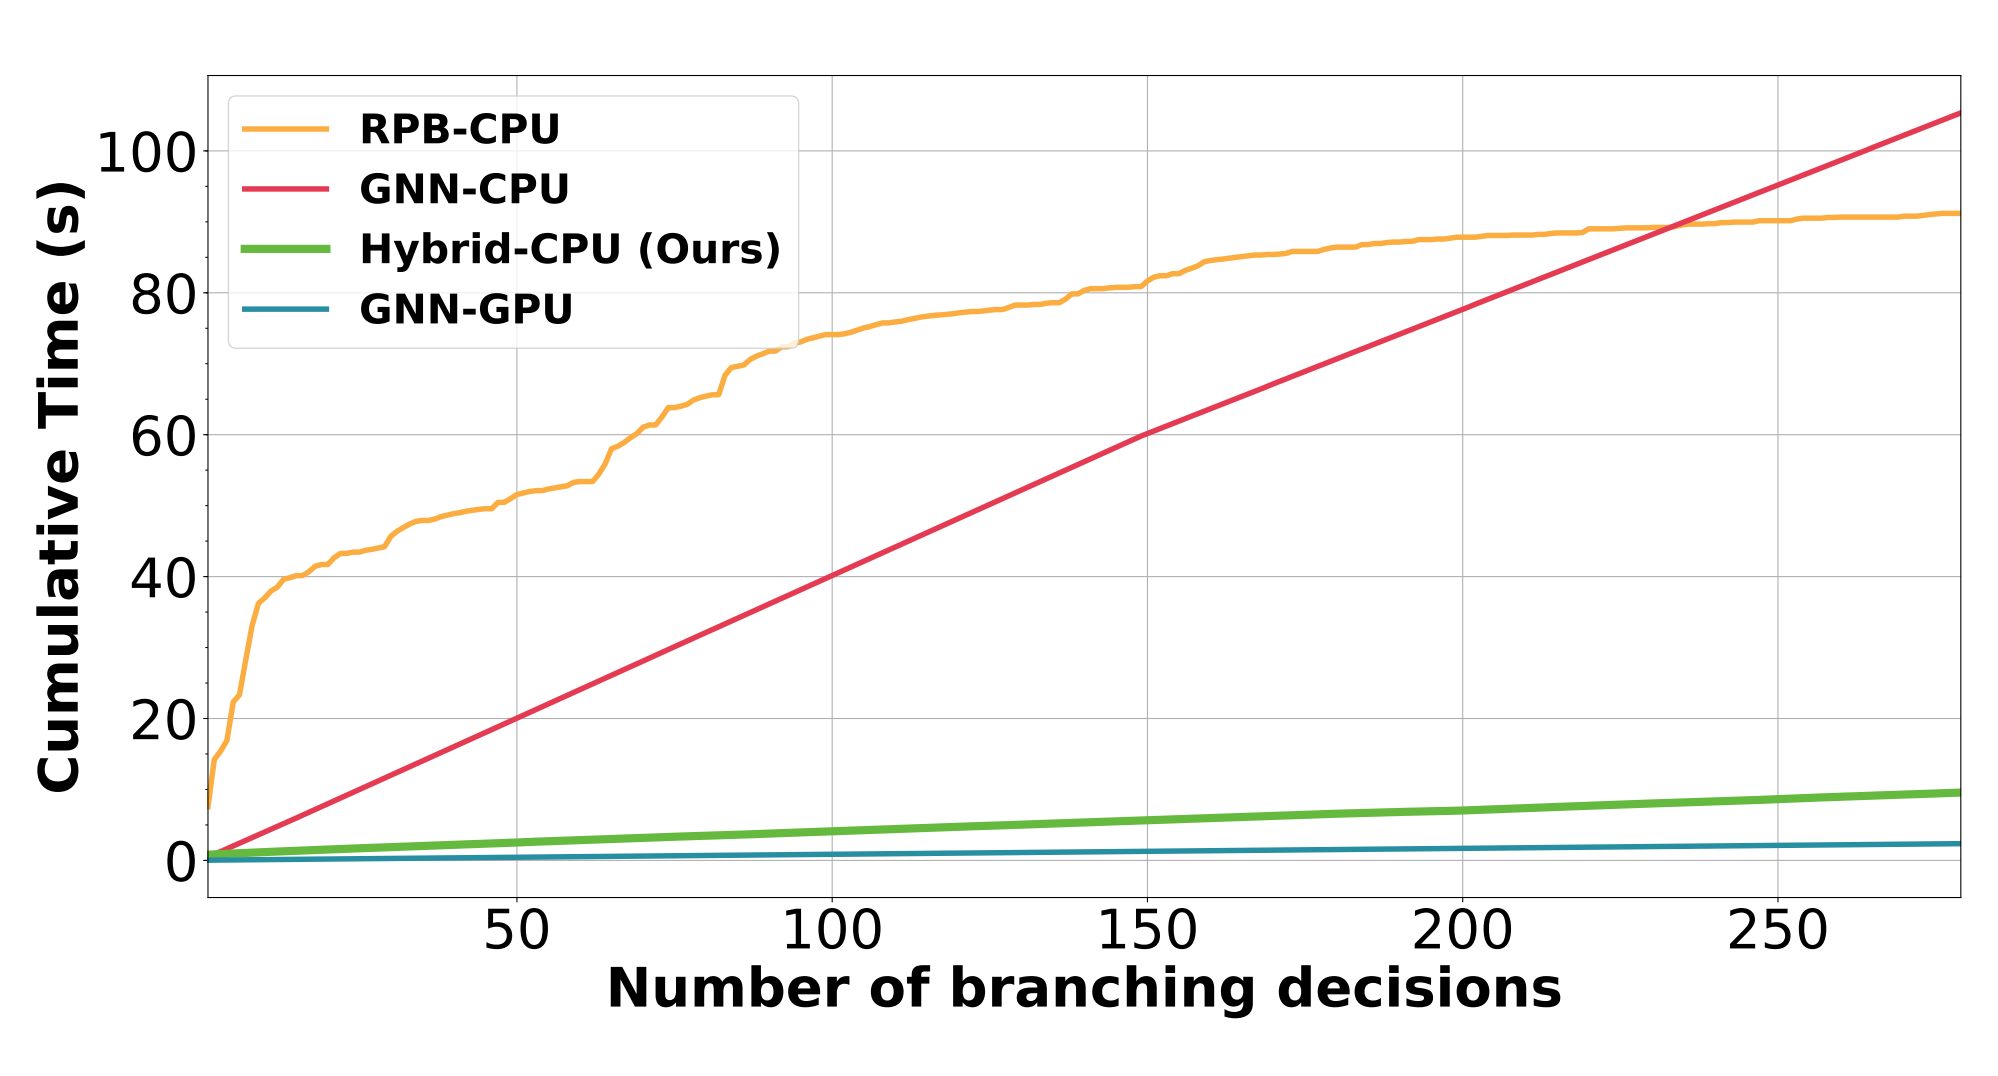 RPB-CPU
GNN-CPU
Hybrid-CPU (Ours)
GNN-GPU
Cumulative Time (s)
100
80
60
40
20
0
50 100 150 200 250
Number of branching decisions